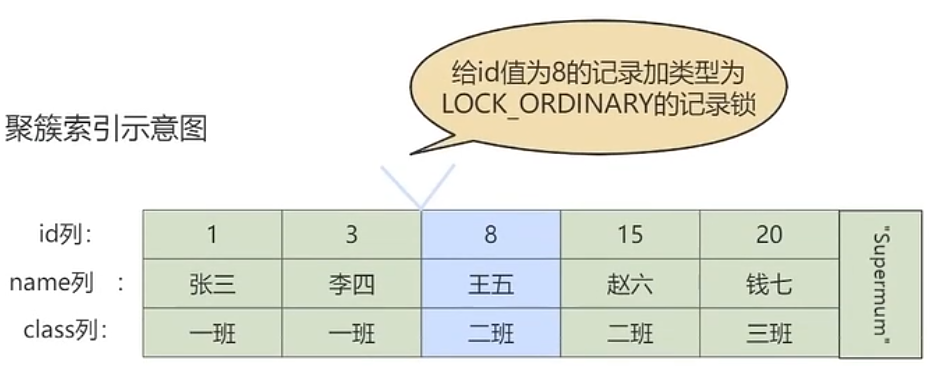 给id值为8的记录加类型为
LOCK_ORDINARY的记录锁
聚簇索引示意图
id列: 1 3 8 15 20 "Supermum"
name列 : 张三 李四 王五 赵六 钱七
class列: 一班 一班 二班 二班 三班